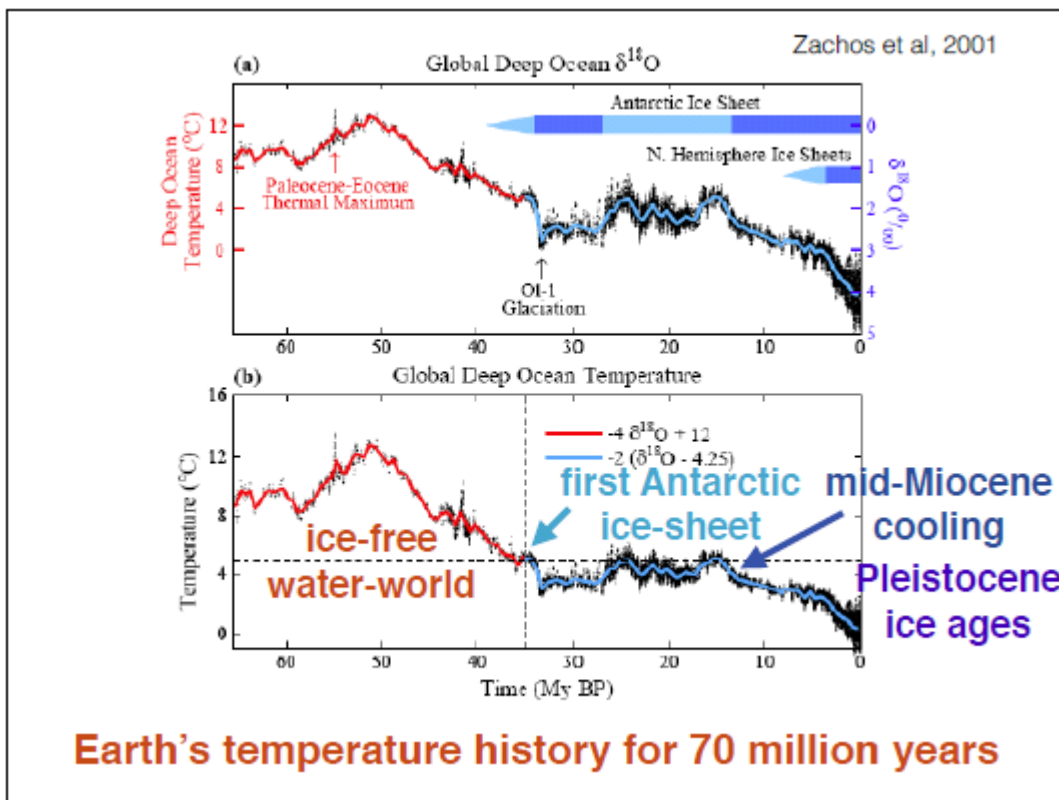 Zachos et al, 2001
(a) Global Deep Ocean δ¹⁸O
Antarctic Ice Sheet
N. Hemisphere Ice Sheets
Deep Ocean
Temperature (°C)
12
8
4
0
Paleocene-Eocene
Thermal Maximum
OI-1
Glaciation
δ¹⁸O (⁰/₀₀)
0
1
2
3
4
5
60 50 40 30 20 10 0
(b) Global Deep Ocean Temperature
Temperature (°C)
16
12
8
4
0
-4 δ¹⁸O + 12
-2 (δ¹⁸O - 4.25)
first Antarctic
ice-sheet
mid-Miocene
cooling
ice-free
water-world
Pleistocene
ice ages
60 50 40 30 20 10 0
Time (My BP)
Earth's temperature history for 70 million years